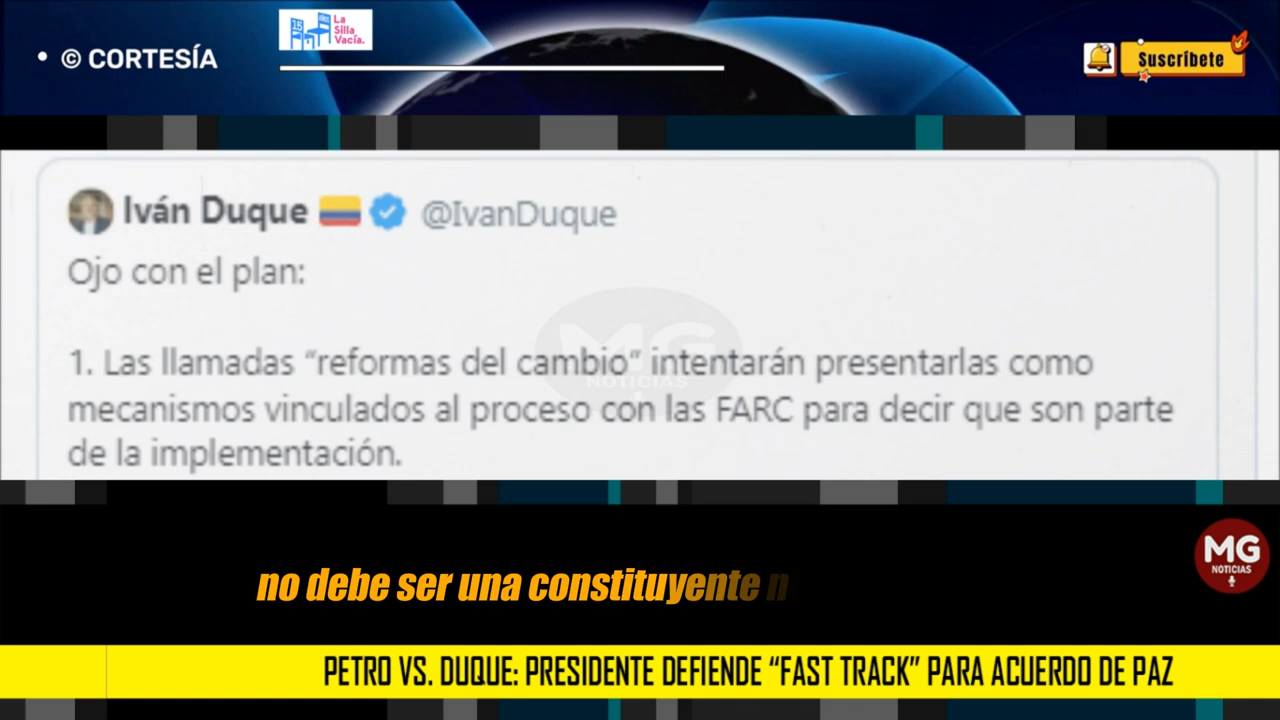 15 AÑOS
La
Silla
Vacía.
• © CORTESÍA
Suscríbete
Iván Duque @IvanDuque
Ojo con el plan:
1. Las llamadas “reformas del cambio” intentarán presentarlas como
mecanismos vinculados al proceso con las FARC para decir que son parte
de la implementación.
MG
NOTICIAS
no debe ser una constituyente n
MG
NOTICIAS
PETRO VS. DUQUE: PRESIDENTE DEFIENDE “FAST TRACK” PARA ACUERDO DE PAZ